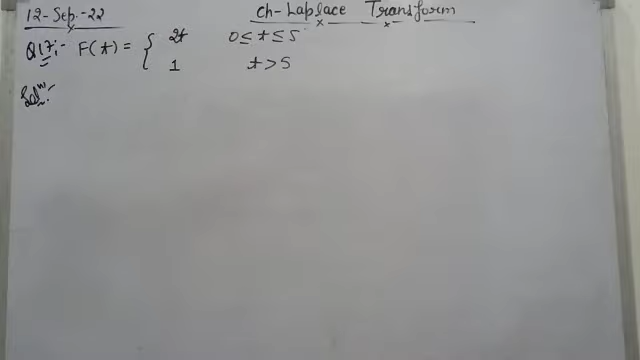 12-Sep.-22
Ch-Laplace Transform
Q17:- F(t) = { 2t 0≤t≤5
1 t>5
Solⁿ:-